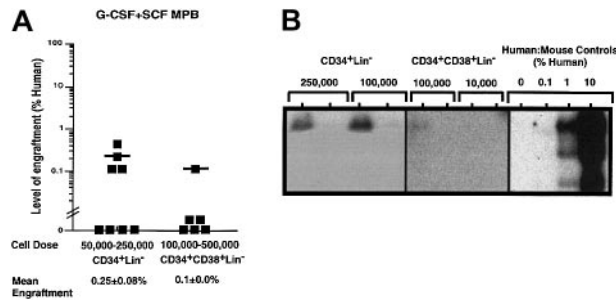 A
G-CSF+SCF MPB
Level of engraftment (% Human)
100
10
1
0.1
0
Cell Dose
50,000-250,000 100,000-500,000
CD34+Lin- CD34+CD38+Lin-
Mean Engraftment
0.25±0.08% 0.1±0.0%
B
CD34+Lin- CD34+CD38+Lin- Human:Mouse Controls
(% Human)
250,000 100,000 100,000 10,000 0 0.1 1 10